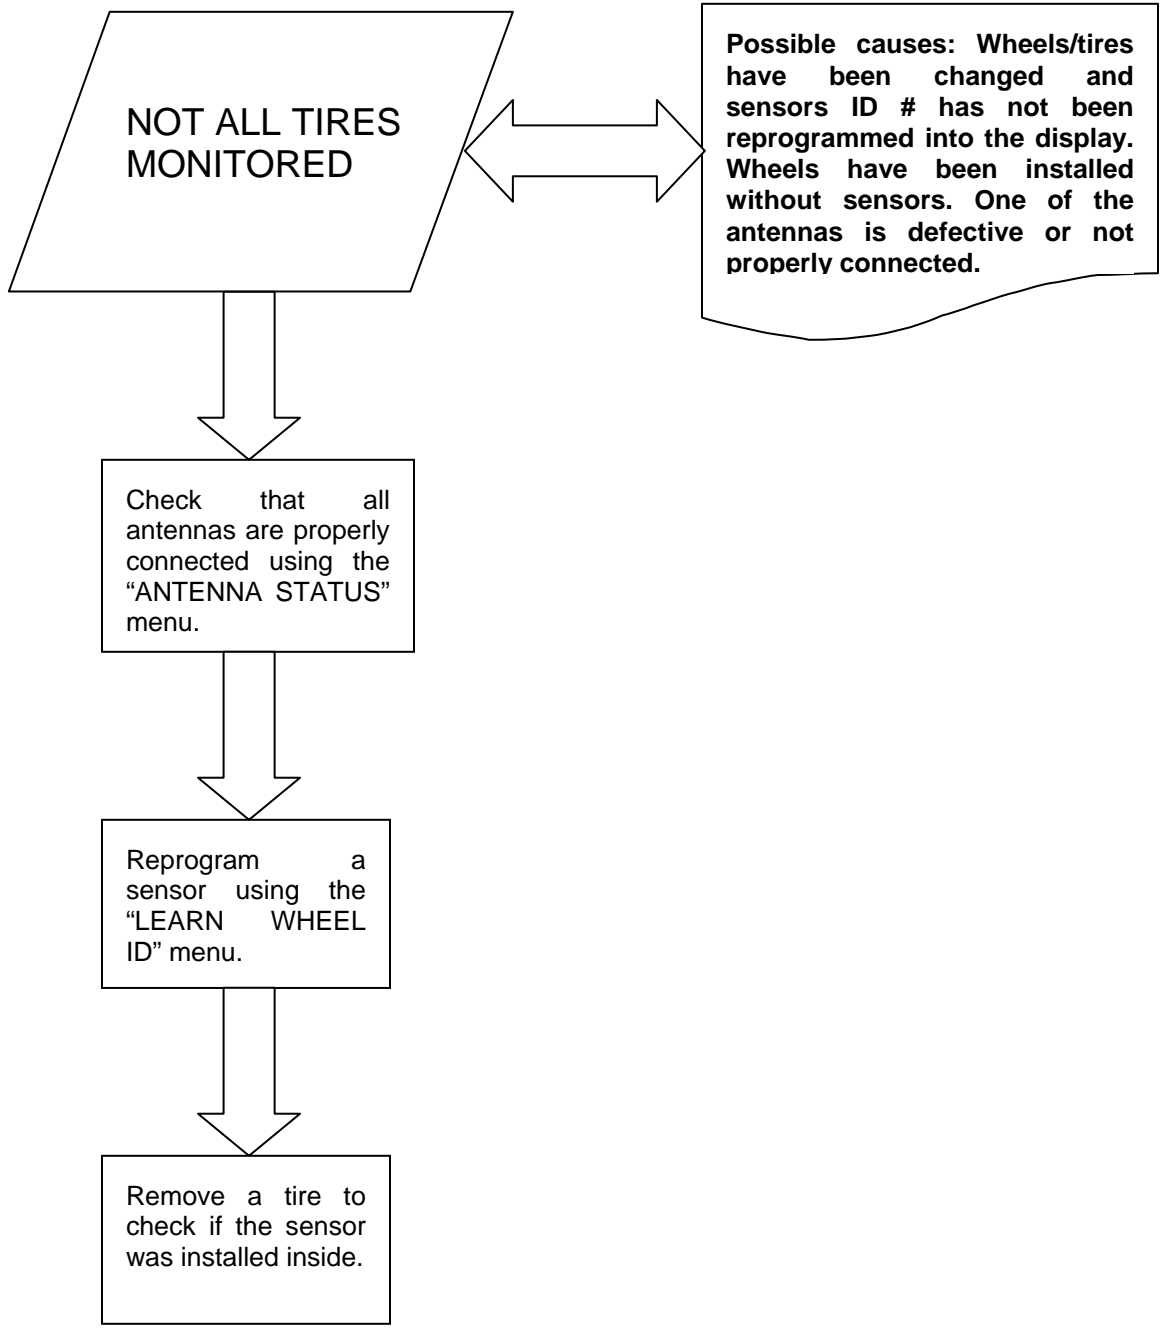 NOT ALL TIRES
MONITORED
Possible causes: Wheels/tires
have been changed and
sensors ID # has not been
reprogrammed into the display.
Wheels have been installed
without sensors. One of the
antennas is defective or not
properly connected.
Check that all
antennas are properly
connected using the
“ANTENNA STATUS”
menu.
Reprogram a
sensor using the
“LEARN WHEEL
ID” menu.
Remove a tire to
check if the sensor
was installed inside.